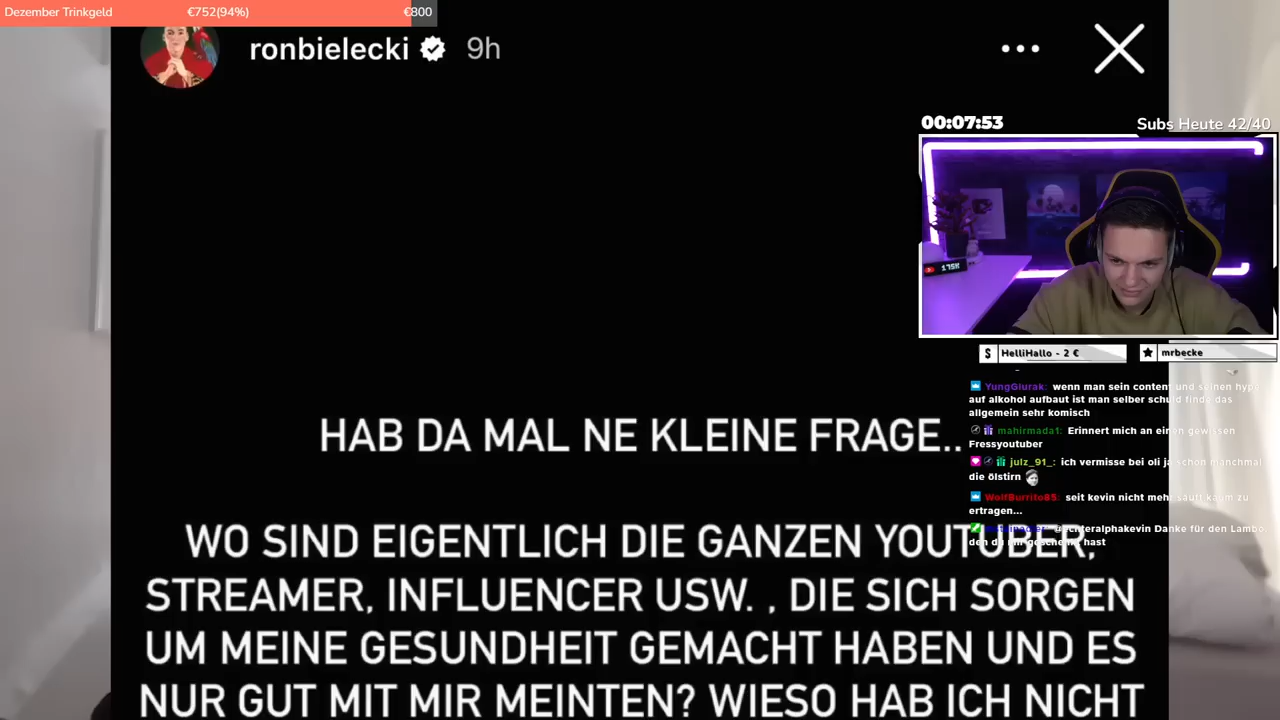 Dezember Trinkgeld €752(94%) €800
ronbielecki 9h
00:07:53 Subs Heute 42/40
175K
HelliHallo - 2 € mrbecke
YungGlurak: wenn man sein content und seinen hype
auf alkohol aufbaut ist man selber schuld finde das
allgemein sehr komisch
mahirmada1: Erinnert mich an einen gewissen
Fressyoutuber
julz_91_: ich vermisse bei oli ja schon manchmal
die ölstirn
WolfBurrito85: seit kevin nicht mehr säuft kaum zu
ertragen...
@echteralphakevin Danke für den Lambo
den du mir geschenkt hast
HAB DA MAL NE KLEINE FRAGE..
WO SIND EIGENTLICH DIE GANZEN YOUTUBER,
STREAMER, INFLUENCER USW. , DIE SICH SORGEN
UM MEINE GESUNDHEIT GEMACHT HABEN UND ES
NUR GUT MIT MIR MEINTEN? WIESO HAB ICH NICHT